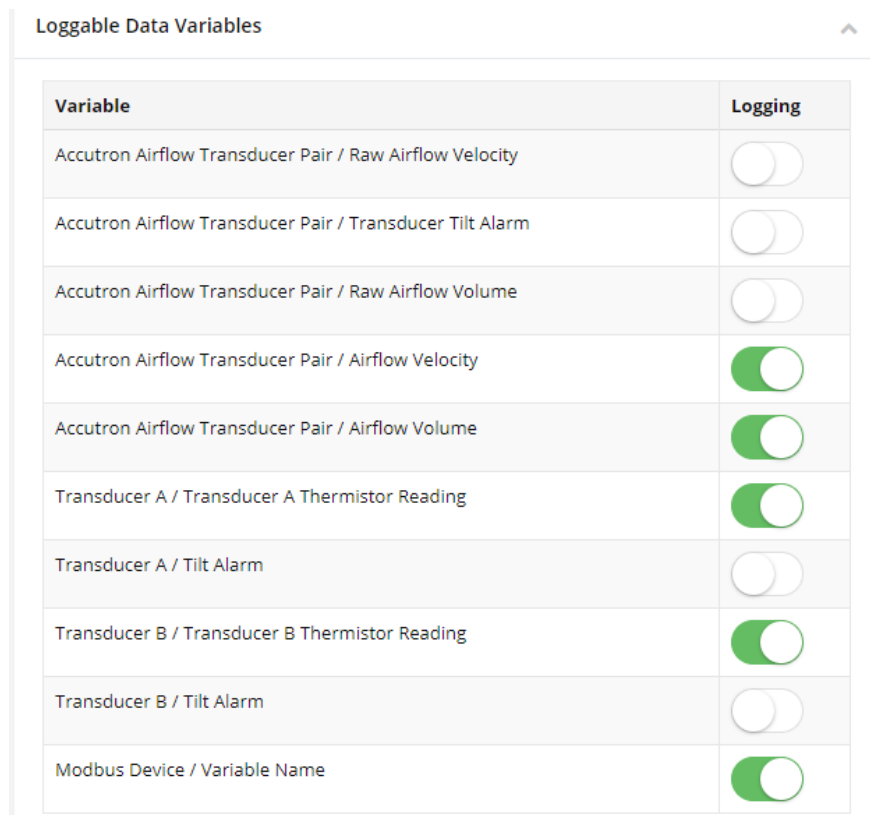 Loggable Data Variables
Variable Logging
Accutron Airflow Transducer Pair / Raw Airflow Velocity
Accutron Airflow Transducer Pair / Transducer Tilt Alarm
Accutron Airflow Transducer Pair / Raw Airflow Volume
Accutron Airflow Transducer Pair / Airflow Velocity
Accutron Airflow Transducer Pair / Airflow Volume
Transducer A / Transducer A Thermistor Reading
Transducer A / Tilt Alarm
Transducer B / Transducer B Thermistor Reading
Transducer B / Tilt Alarm
Modbus Device / Variable Name